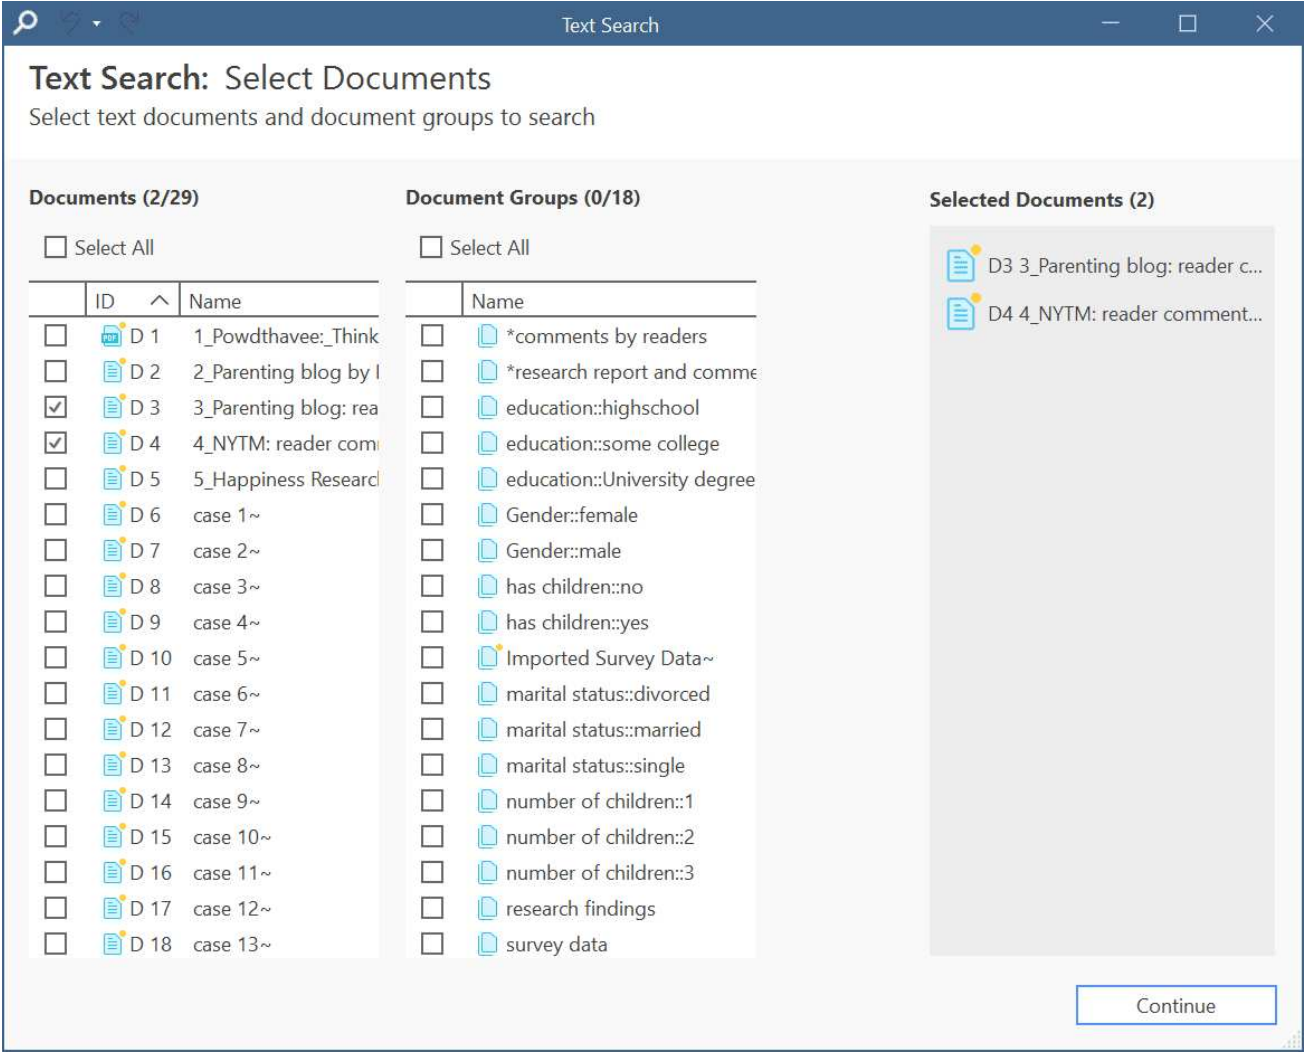 Text Search
Text Search: Select Documents
Select text documents and document groups to search
Documents (2/29)
Select All
ID Name
D 1 1_Powdthavee:_Think
D 2 2_Parenting blog by
D 3 3_Parenting blog: rea
D 4 4_NYTM: reader com
D 5 5_Happiness Researc
D 6 case 1~
D 7 case 2~
D 8 case 3~
D 9 case 4~
D 10 case 5~
D 11 case 6~
D 12 case 7~
D 13 case 8~
D 14 case 9~
D 15 case 10~
D 16 case 11~
D 17 case 12~
D 18 case 13~
Document Groups (0/18)
Select All
Name
*comments by readers
*research report and comme
education::highschool
education::some college
education::University degree
Gender::female
Gender::male
has children::no
has children::yes
Imported Survey Data~
marital status::divorced
marital status::married
marital status::single
number of children::1
number of children::2
number of children::3
research findings
survey data
Selected Documents (2)
D3 3_Parenting blog: reader c...
D4 4_NYTM: reader comment...
Continue